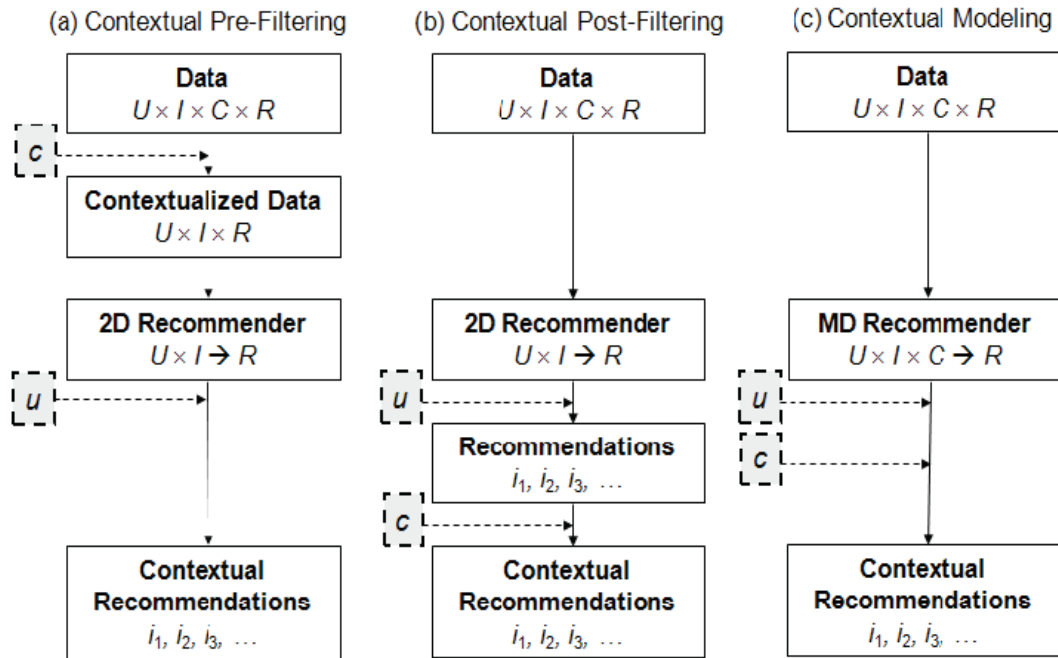 (a) Contextual Pre-Filtering
Data
U × I × C × R
c
Contextualized Data
U × I × R
2D Recommender
U × I → R
u
Contextual
Recommendations
i₁, i₂, i₃, …
(b) Contextual Post-Filtering
Data
U × I × C × R
2D Recommender
U × I → R
u
Recommendations
i₁, i₂, i₃, …
c
Contextual
Recommendations
i₁, i₂, i₃, …
(c) Contextual Modeling
Data
U × I × C × R
MD Recommender
U × I × C → R
u
c
Contextual
Recommendations
i₁, i₂, i₃, …